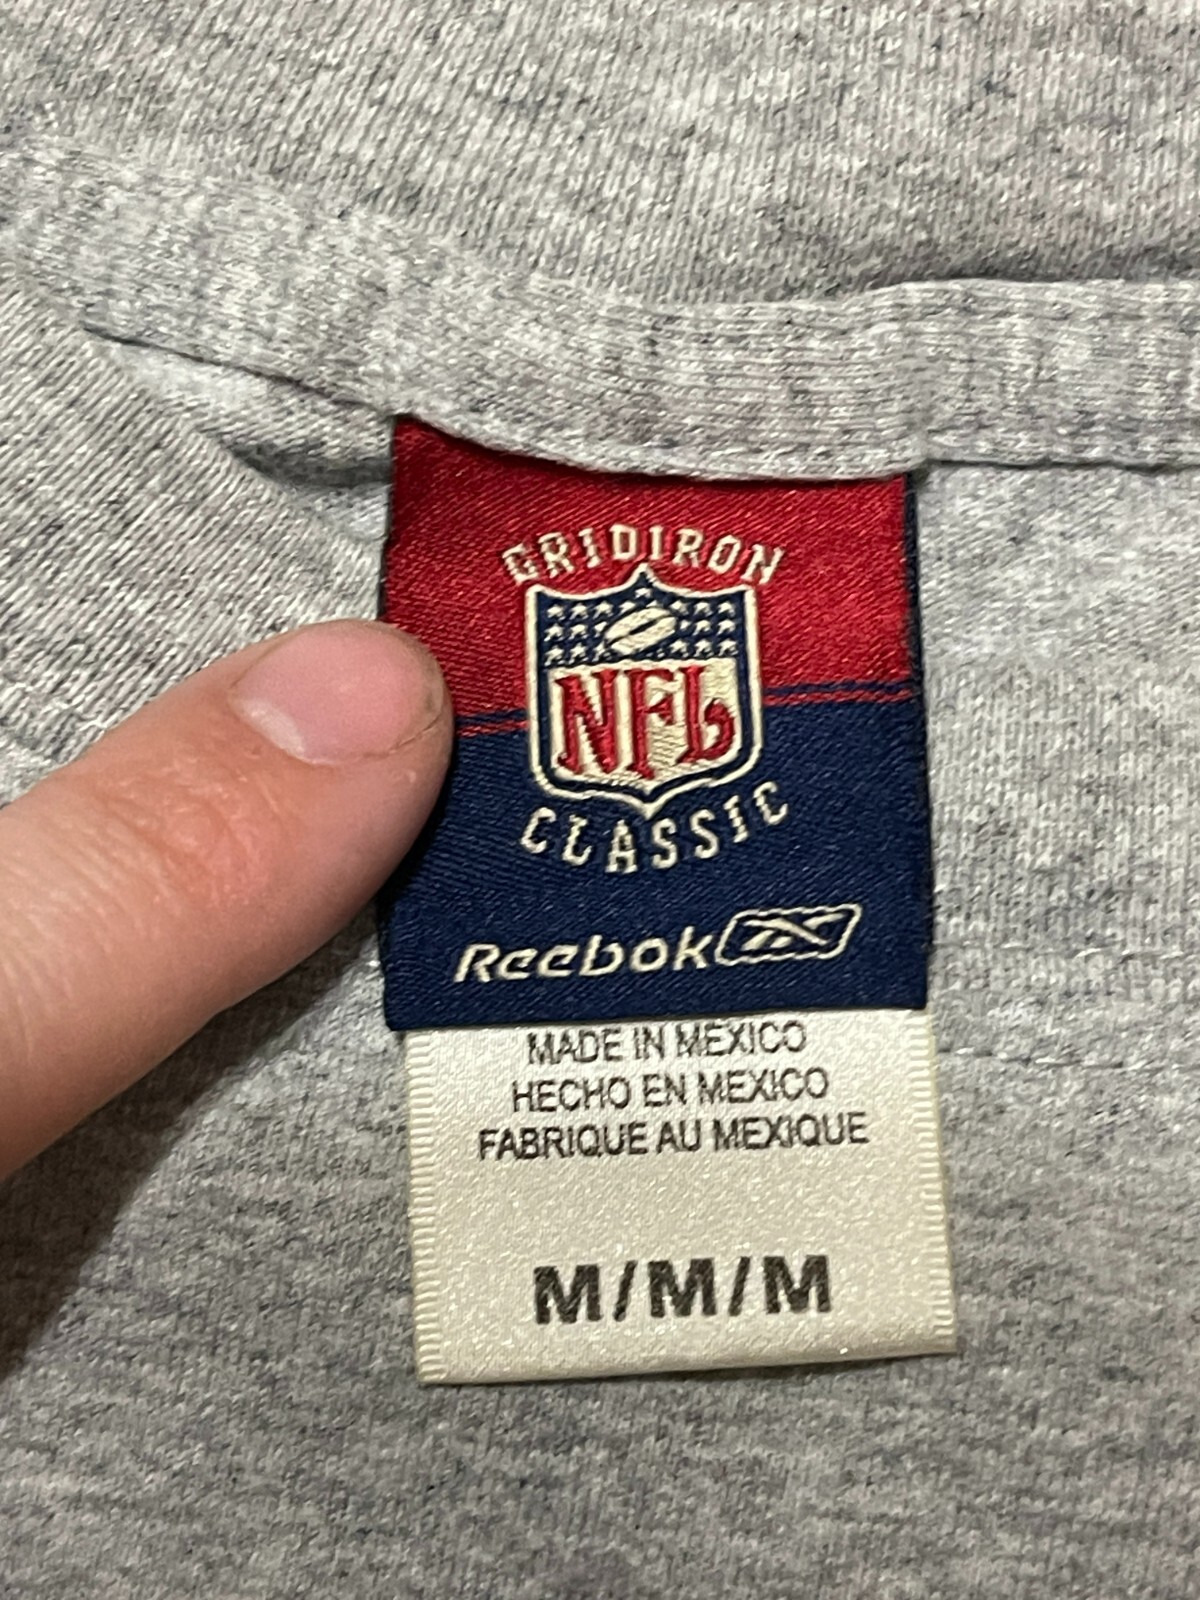 GRIDIRON
NFL
CLASSIC
Reebok
MADE IN MEXICO
HECHO EN MEXICO
FABRIQUE AU MEXIQUE
M/M/M